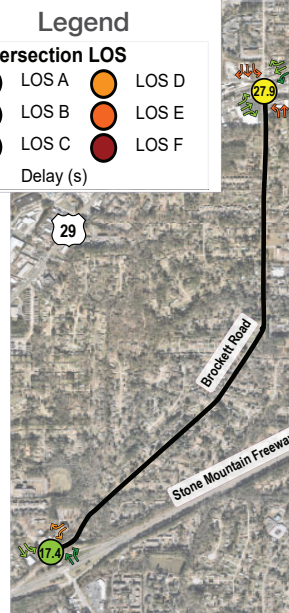 Legend
ersection LOS
LOS A
LOS D
LOS B
LOS E
LOS C
LOS F
Delay (s)
27.9
29
Brockett Road
Stone Mountain Freeway
17.4